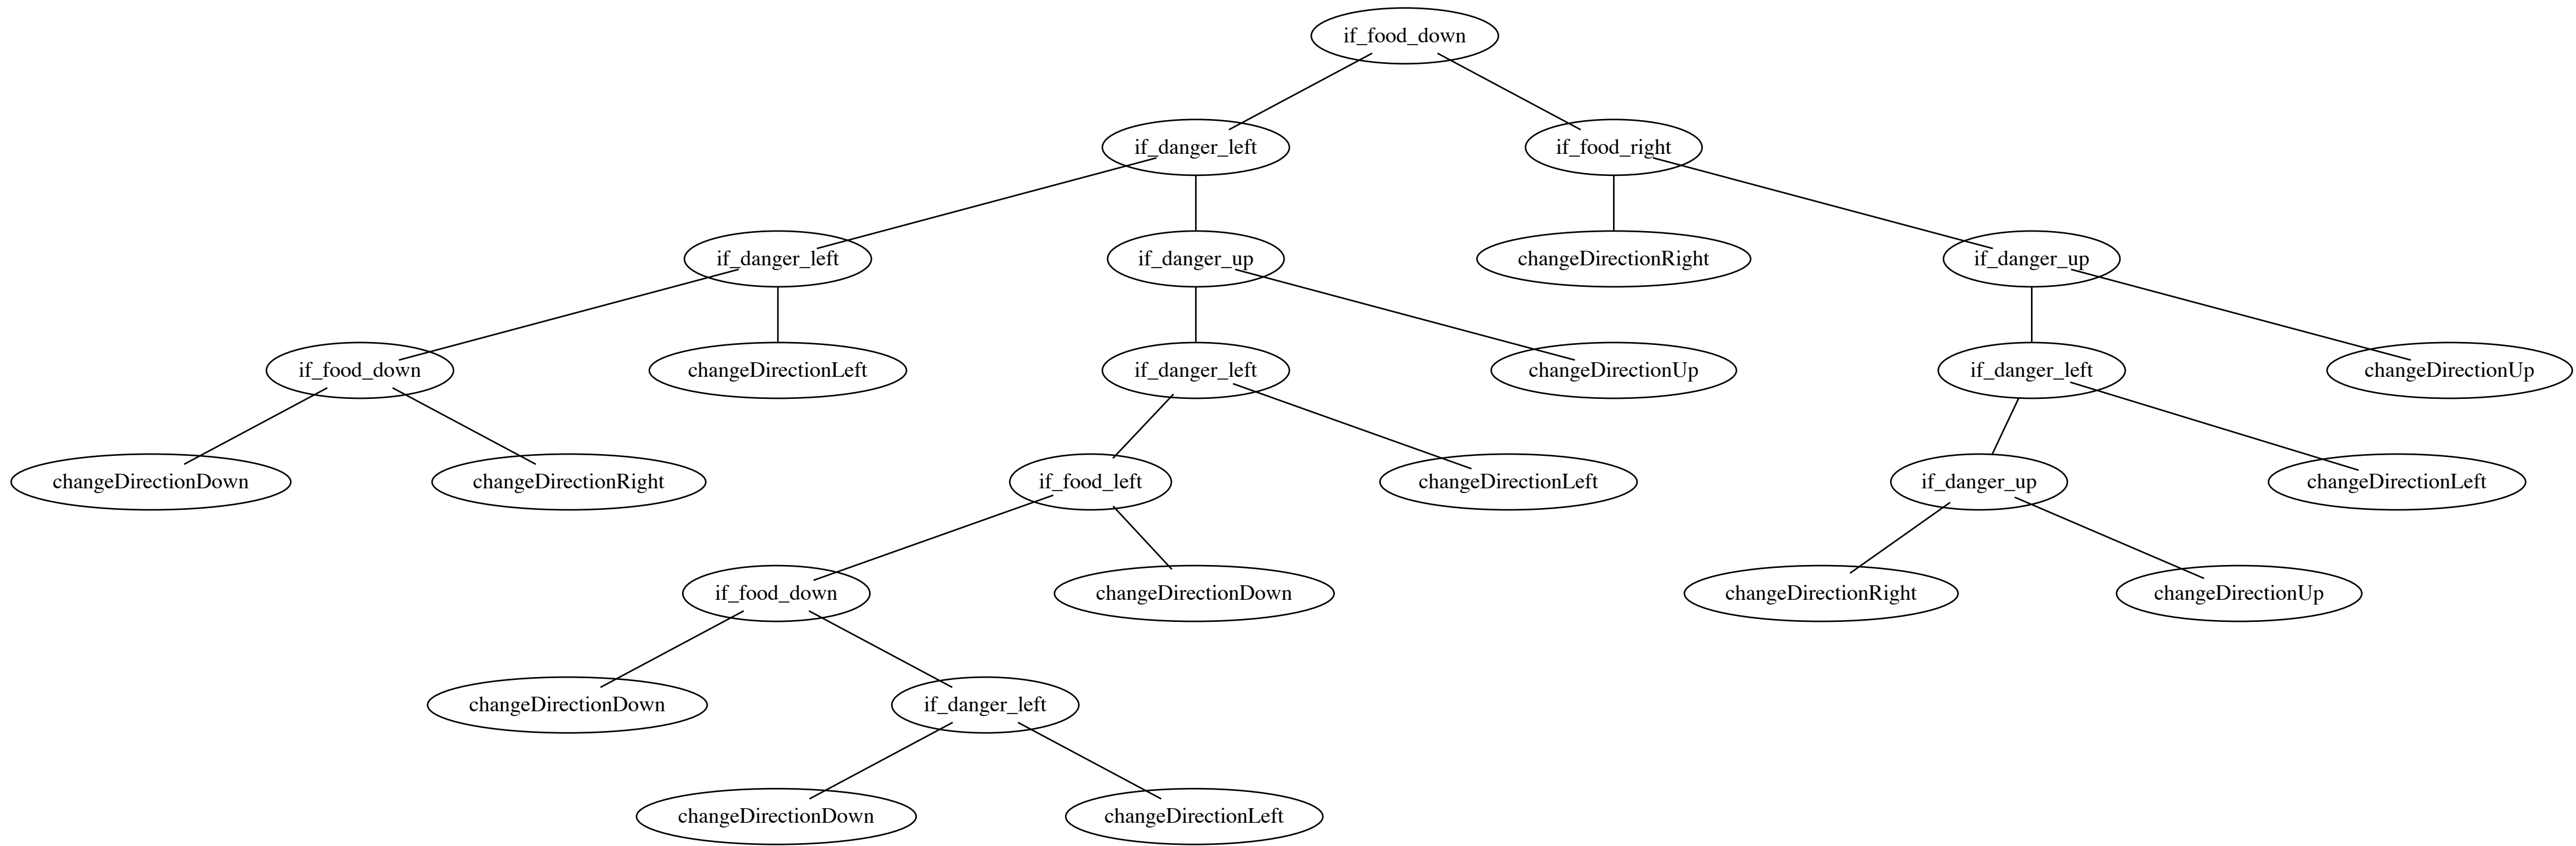 if_food_down
if_danger_left
if_food_right
if_danger_left
if_danger_up
changeDirectionRight
if_danger_up
if_food_down
changeDirectionLeft
if_danger_left
changeDirectionUp
if_danger_left
changeDirectionUp
changeDirectionDown
changeDirectionRight
if_food_left
changeDirectionLeft
if_danger_up
changeDirectionLeft
if_food_down
changeDirectionDown
changeDirectionRight
changeDirectionUp
changeDirectionDown
if_danger_left
changeDirectionDown
changeDirectionLeft